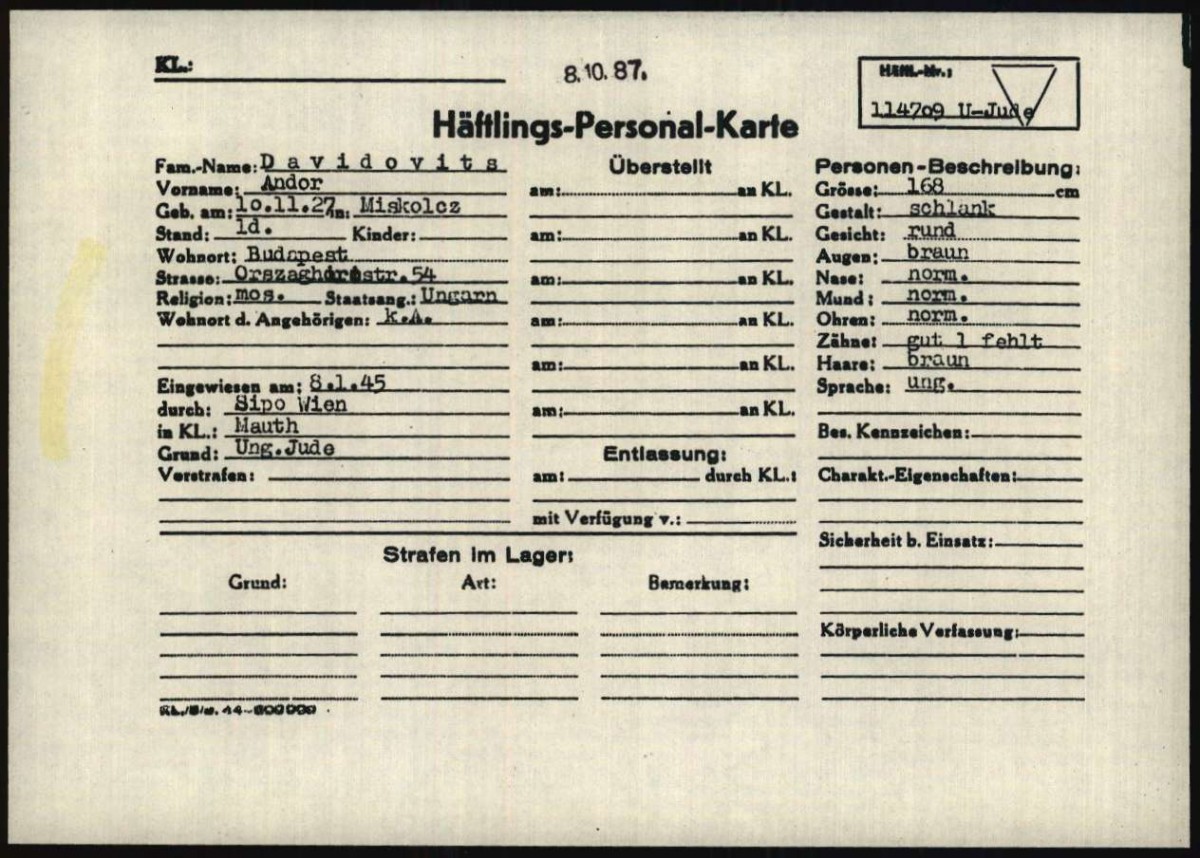 KL.:
8.10.87.
Häftl.-Nr.:
114709 U-Jude
Häftlings-Personal-Karte
Fam.-Name: Davidovits
Vorname: Andor
Geb. am: 10.11.27 in: Miskolcz
Stand: ld. Kinder:
Wohnort: Budapest
Strasse: 54
Religion: mos. Staatsang.: Ungarn
Wohnort d. Angehörigen: k.A.
Eingewiesen am: 8.1.45
durch: Sipo Wien
in KL.: Mauth
Grund: Ung.Jude
Vorstrafen:
Überstellt
am: an KL.
am: an KL.
am: an KL.
am: an KL.
am: an KL.
am: an KL.
Entlassung:
am: durch KL.:
mit Verfügung v.:
Personen-Beschreibung:
Grösse: 168 cm
Gestalt: schlank
Gesicht: rund
Augen: braun
Nase: norm.
Mund: norm.
Ohren: norm.
Zähne: gut 1 fehlt
Haare: braun
Sprache: ung.
Bes. Kennzeichen:
Charakt.-Eigenschaften:
Sicherheit b. Einsatz:
Körperliche Verfassung:
Strafen im Lager:
Grund: Art: Bemerkung: